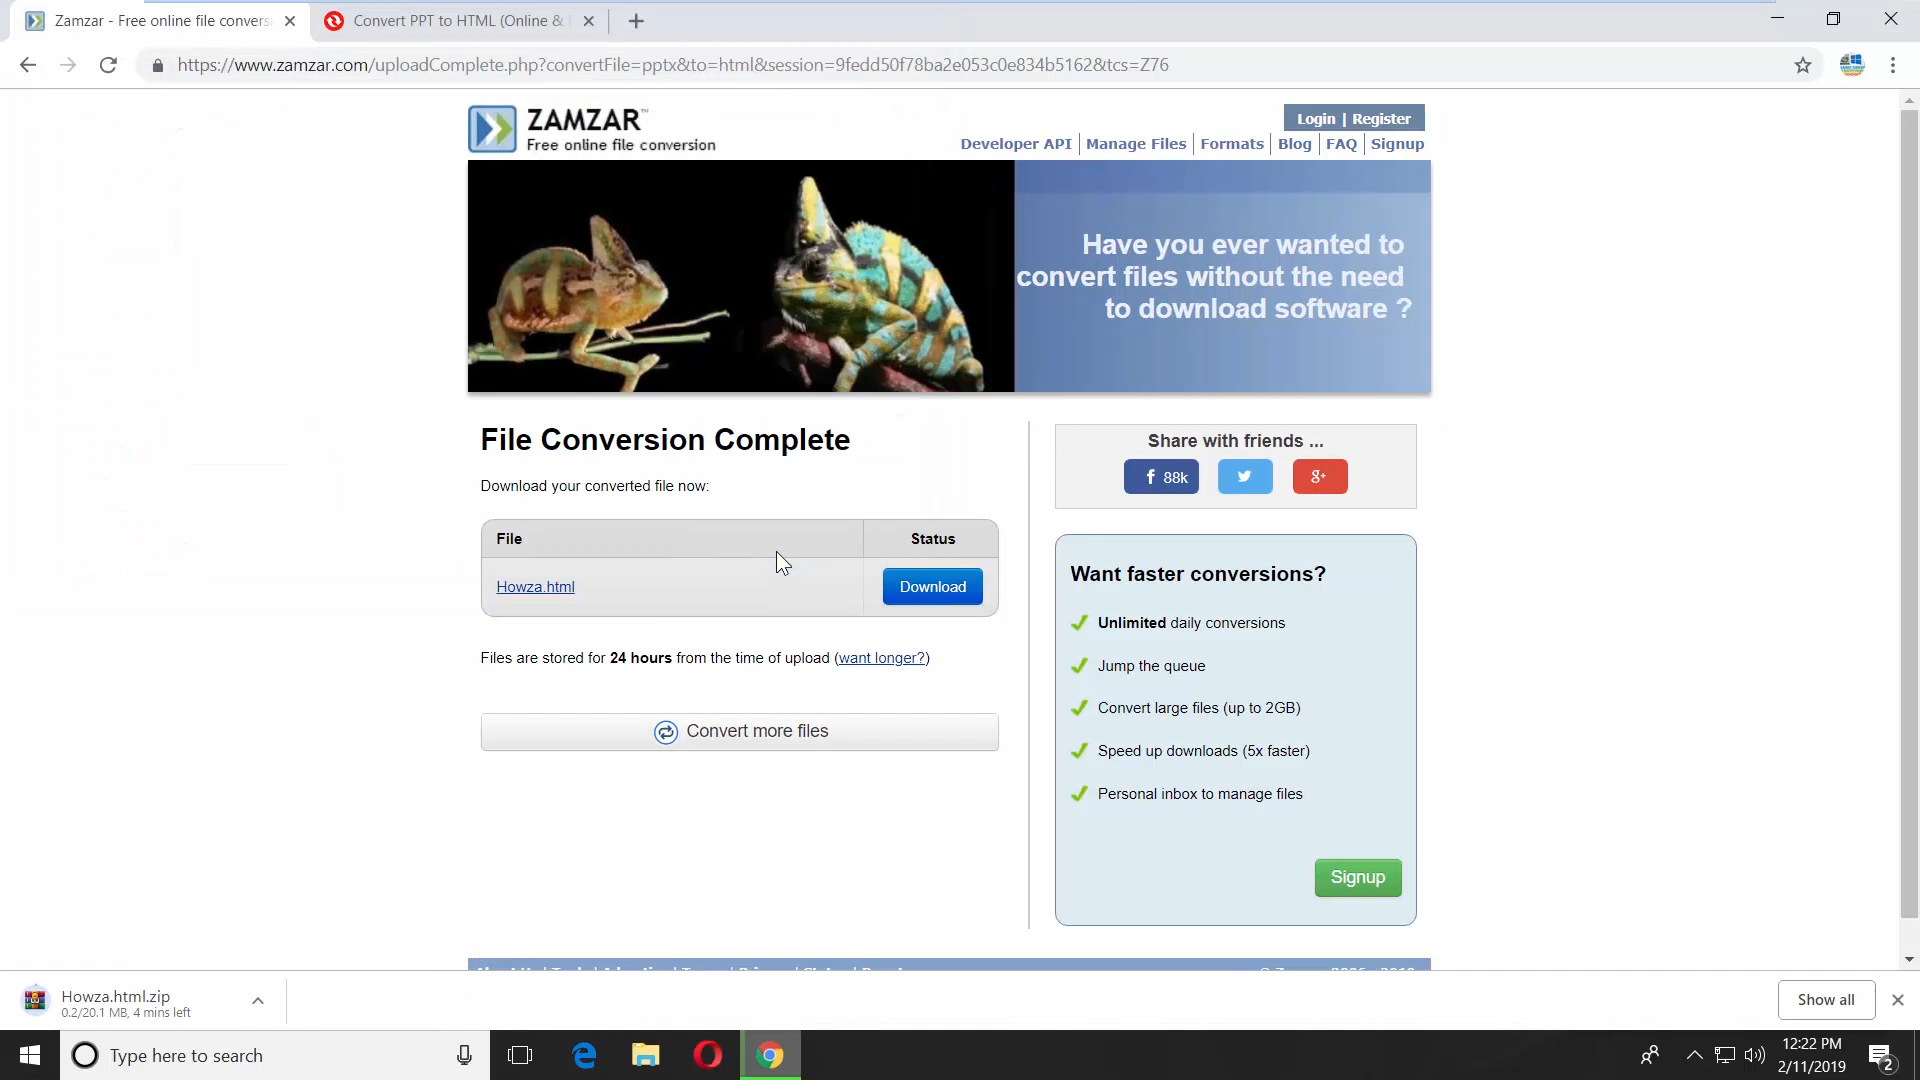 Zamzar - Free online file convers
Convert PPT to HTML (Online &
https://www.zamzar.com/uploadComplete.php?convertFile=pptx&to=html&session=9fedd50f78ba2e053c0e834b5162&tcs=Z76
ZAMZAR™
Free online file conversion
Login | Register
Developer API | Manage Files | Formats | Blog | FAQ | Signup
Have you ever wanted to
convert files without the need
to download software ?
File Conversion Complete
Download your converted file now:
File Status
Howza.html Download
Files are stored for 24 hours from the time of upload (want longer?)
Convert more files
Share with friends ...
f 88k
g+
Want faster conversions?
Unlimited daily conversions
Jump the queue
Convert large files (up to 2GB)
Speed up downloads (5x faster)
Personal inbox to manage files
Signup
Howza.html.zip
0.2/20.1 MB, 4 mins left
Show all
Type here to search
12:22 PM
2/11/2019
2